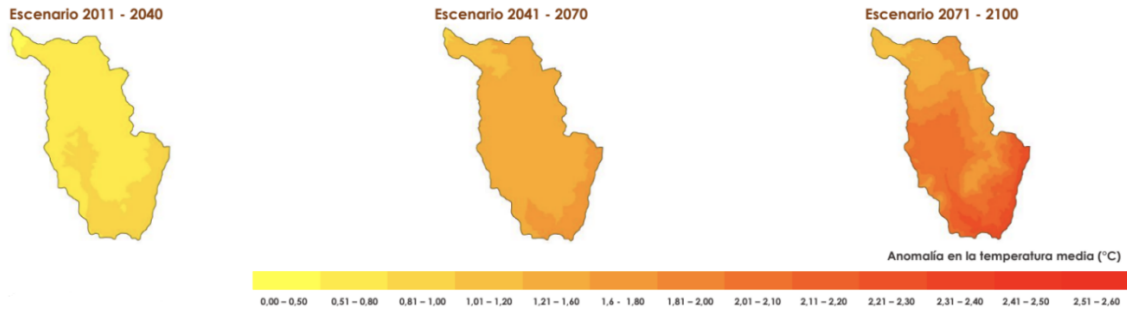 Escenario 2011 - 2040
Escenario 2041 - 2070
Escenario 2071 - 2100
Anomalía en la temperatura media (°C)
0,00 – 0,50
0,51 – 0,80
0,81 – 1,00
1,01 – 1,20
1,21 – 1,60
1,6 - 1,80
1,81 – 2,00
2,01 – 2,10
2,11 – 2,20
2,21 – 2,30
2,31 – 2,40
2,41 – 2,50
2,51 – 2,60